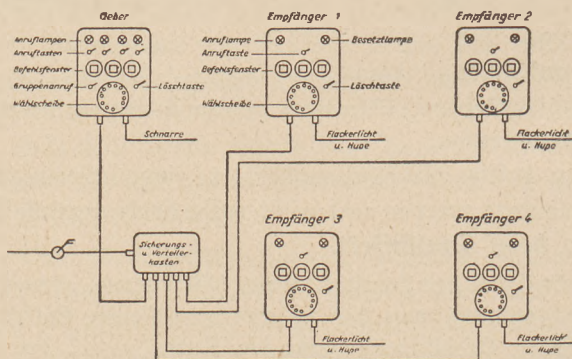 Geber
Anruflampen
Anruftasten
Befehlsfenster
Gruppenanruf
Wählscheibe
Löschtaste
Schnarre
Empfänger 1
Anruflampe
Besetztlampe
Anruftaste
Befehlsfenster
Löschtaste
Wählscheibe
Flackerlicht
u. Hupe
Empfänger 2
Flackerlicht
u. Hupe
Sicherungs-
u. Verteiler-
kasten
Empfänger 3
Flackerlicht
u. Hupe
Empfänger 4
Flackerlicht
u. Hupe